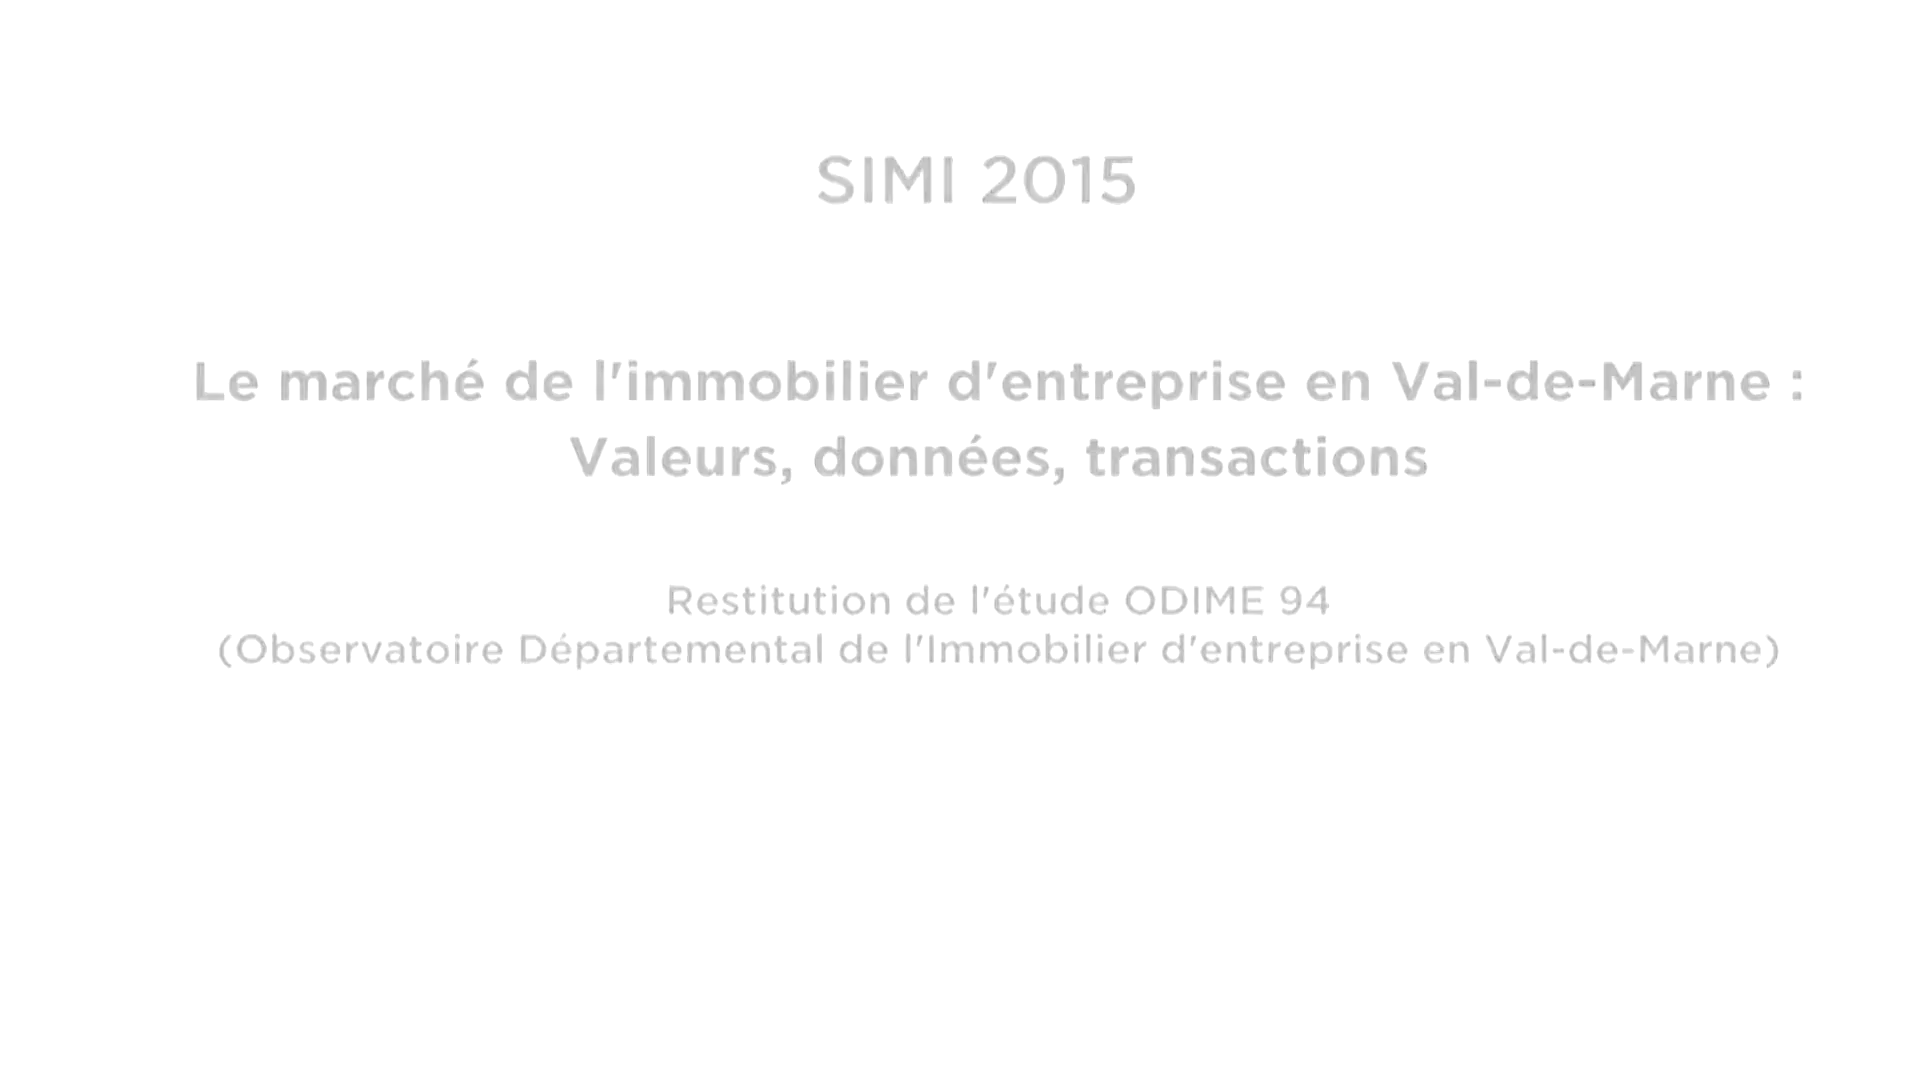 SIMI 2015
Le marché de l'immobilier d'entreprise en Val-de-Marne :
Valeurs, données, transactions
Restitution de l'étude ODIME 94
(Observatoire Départemental de l'Immobilier d'entreprise en Val-de-Marne)